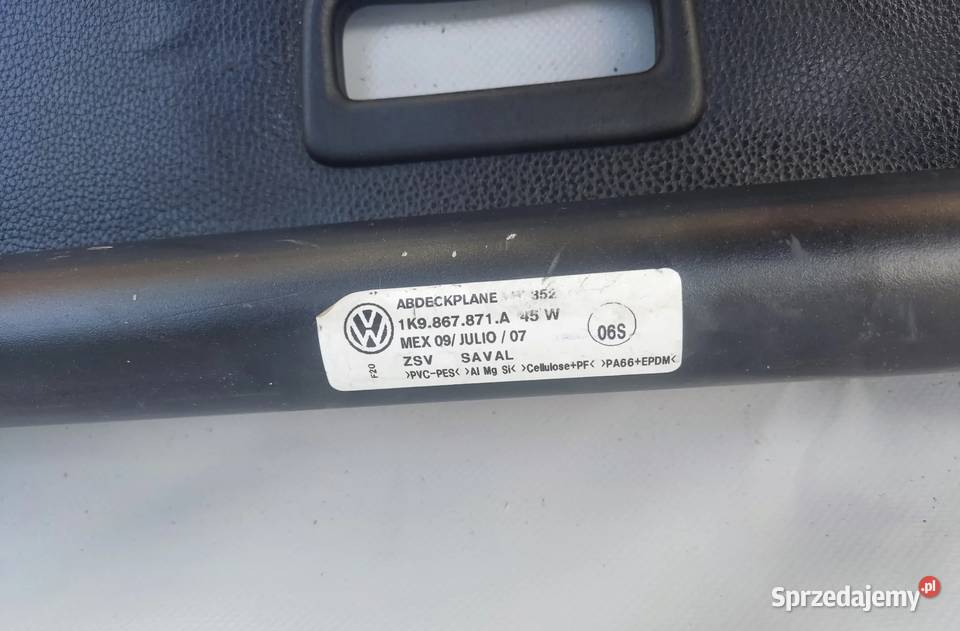 ABDECKPLANE 352
1K9.867.871.A 45 W
MEX 09/ JULIO / 07
06S
ZSV SAVAL
F20
>PVC-PES< >Al Mg Si< >Cellulose+PF< >PA66+EPDM<
Sprzedajemy.pl